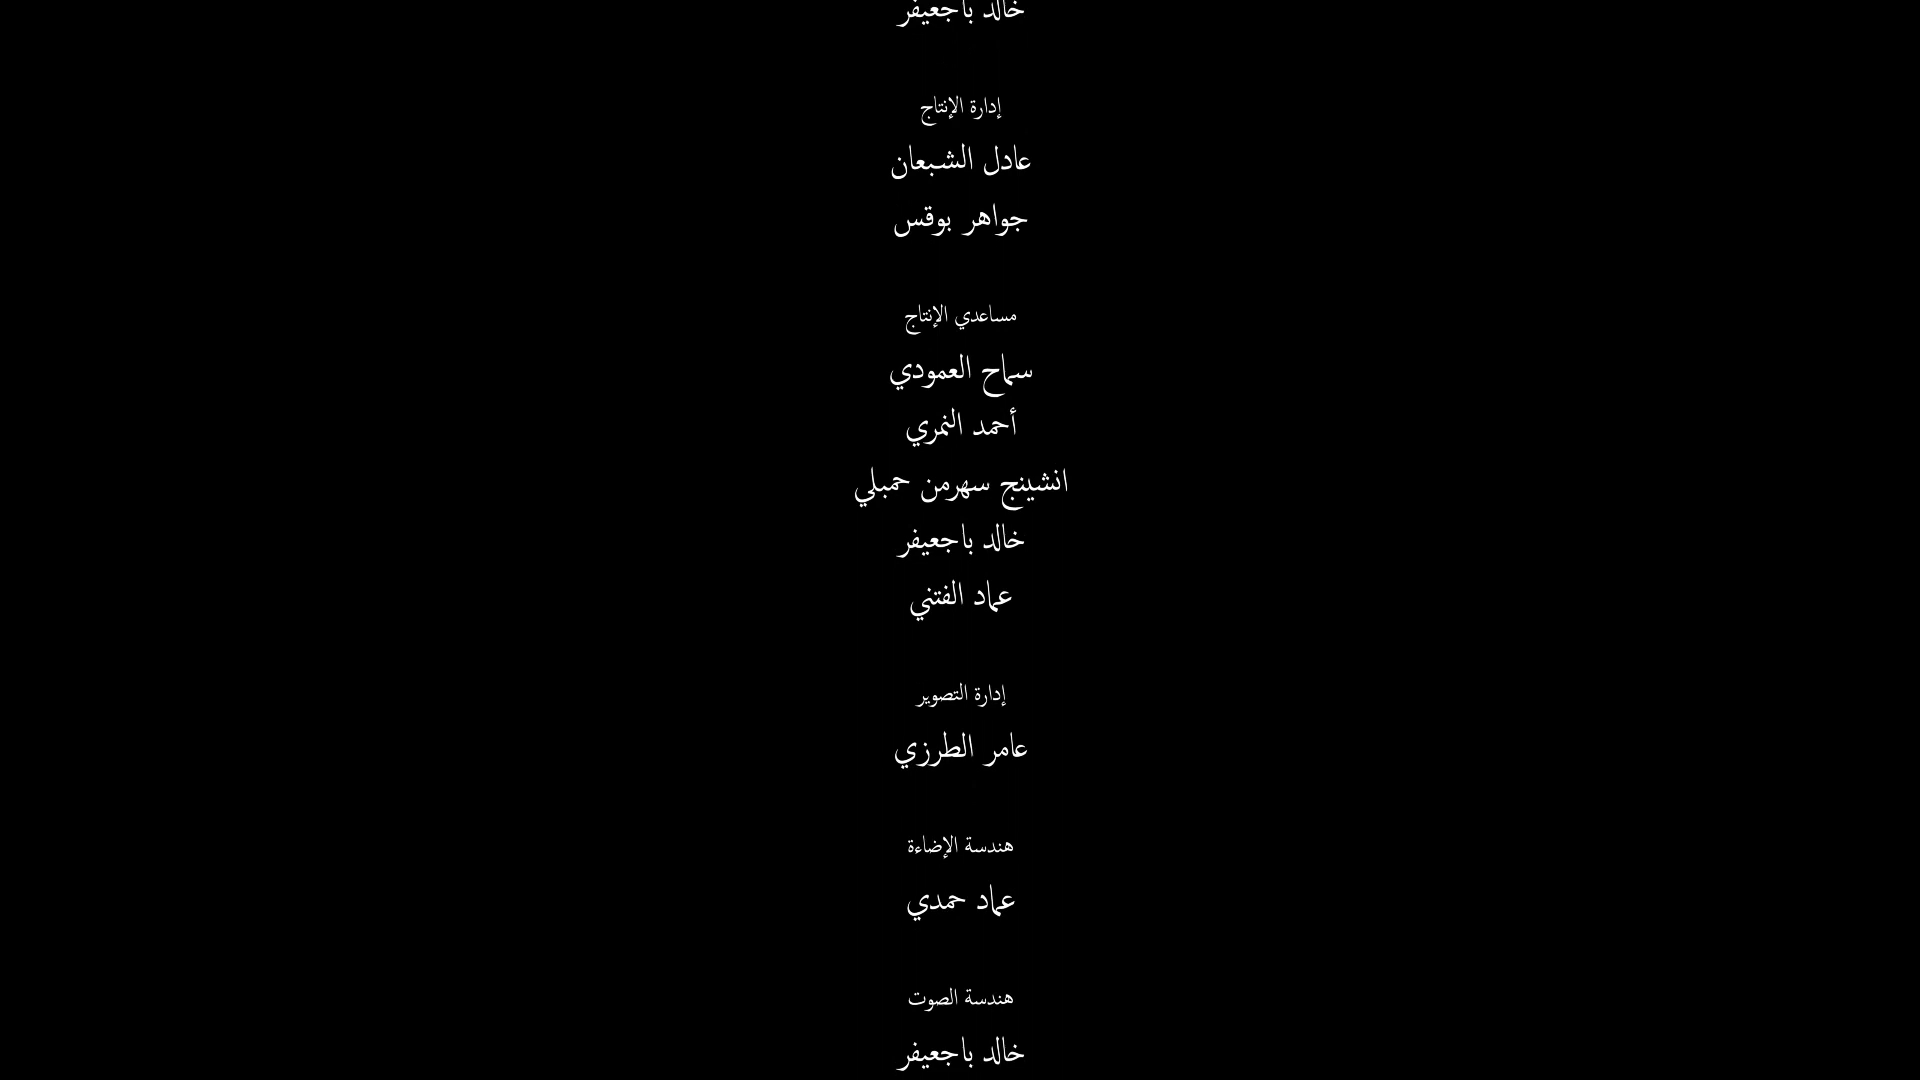 خالد باجعيفر
إدارة الإنتاج
عادل الشبعان
جواهر بوقس
مساعدي الإنتاج
سماح العمودي
أحمد النمري
انشينج سهرمن حمبلي
خالد باجعيفر
عماد الفتني
إدارة التصوير
عامر الطرزي
هندسة الإضاءة
عماد حمدي
هندسة الصوت
خالد باجعيفر